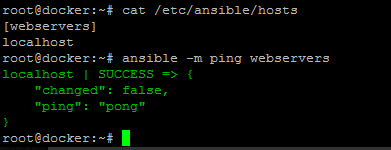 root@docker:~# cat /etc/ansible/hosts
[webservers]
localhost
root@docker:~# ansible -m ping webservers
localhost | SUCCESS => {
    "changed": false,
    "ping": "pong"
}
root@docker:~#